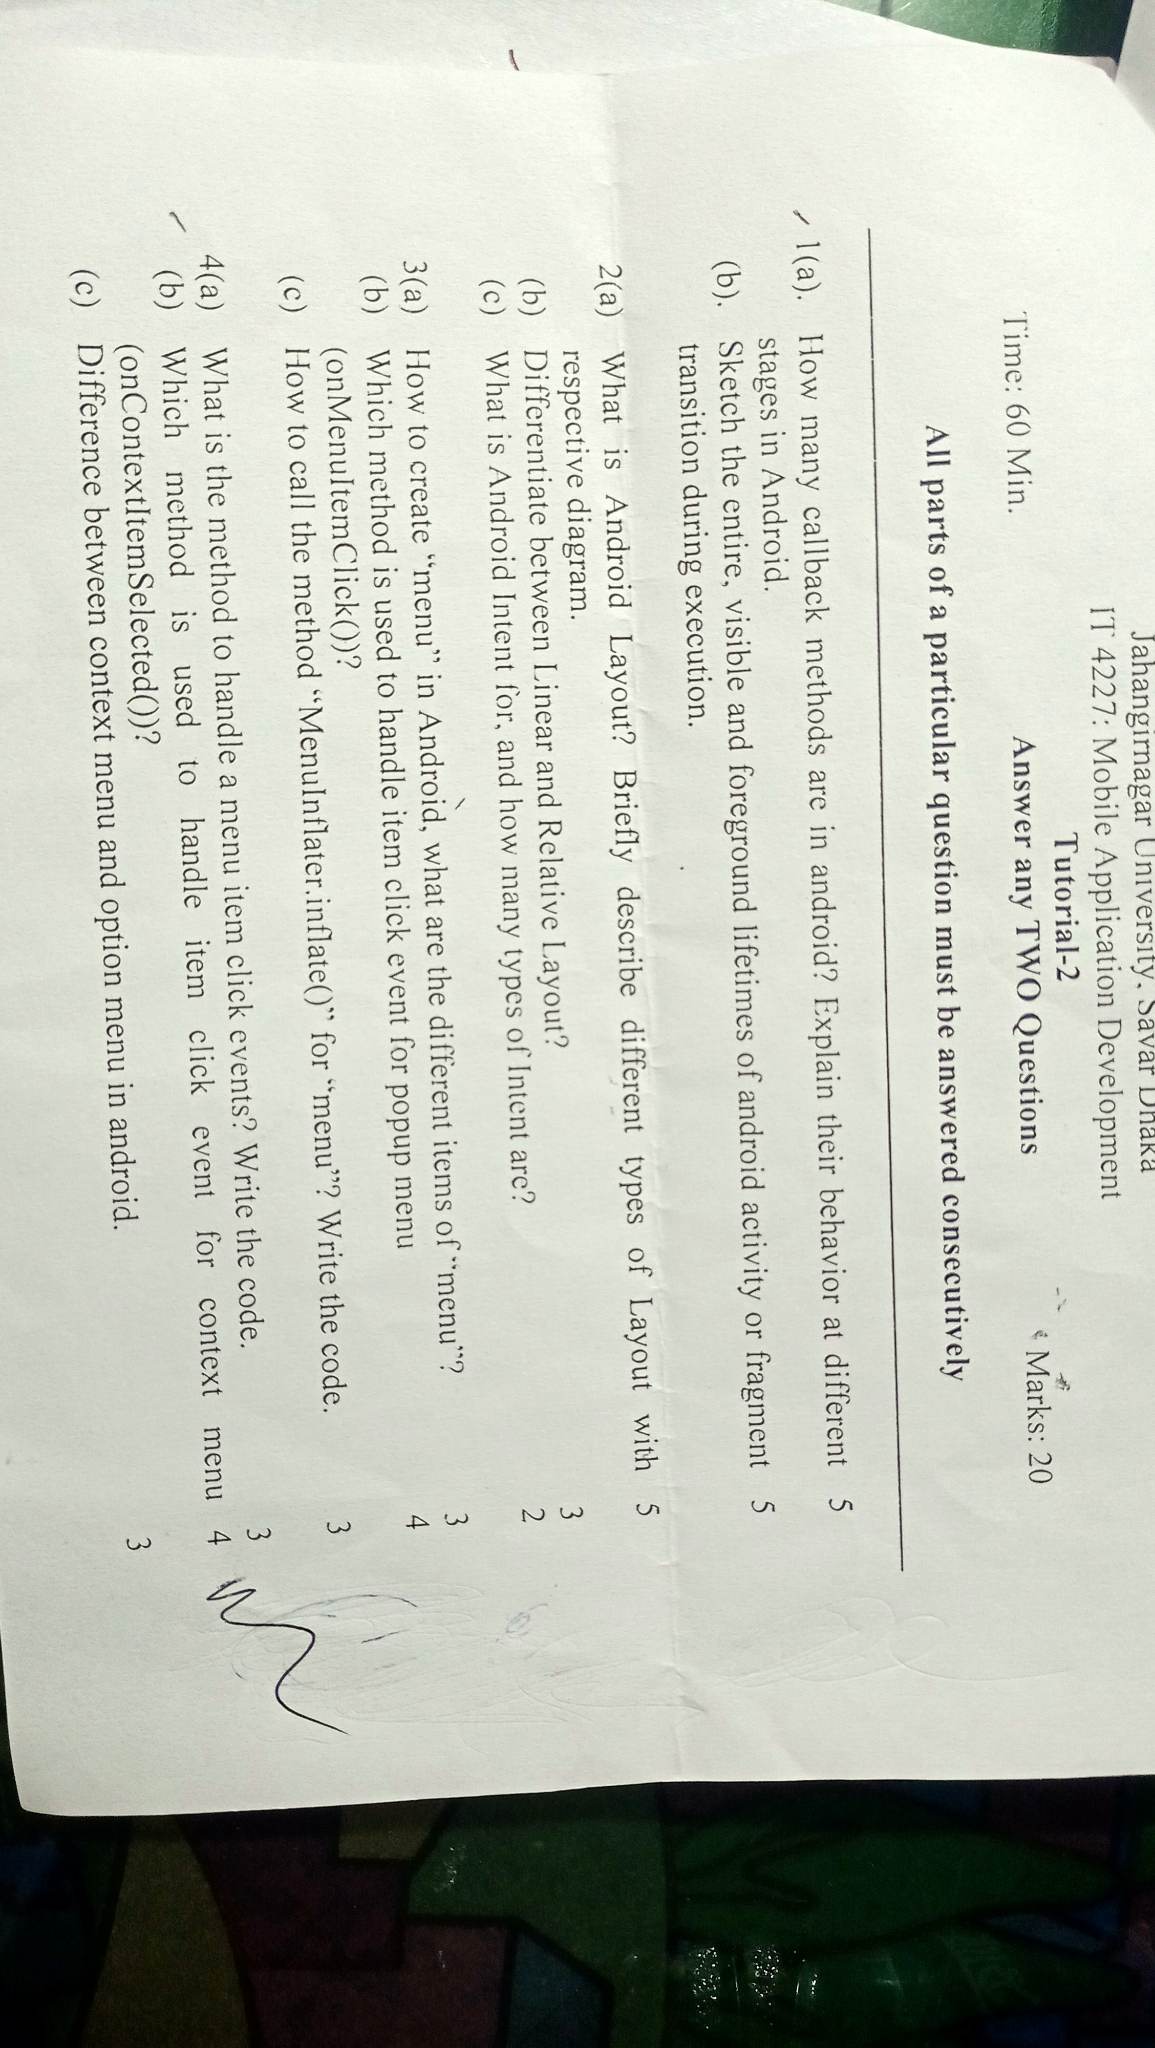 Jahangirnagar University, Savar Dhaka
IT 4227: Mobile Application Development
Tutorial-2
Time: 60 Min. Answer any TWO Questions Marks: 20
All parts of a particular question must be answered consecutively
1(a). How many callback methods are in android? Explain their behavior at different 5
stages in Android.
(b). Sketch the entire, visible and foreground lifetimes of android activity or fragment 5
transition during execution.
2(a) What is Android Layout? Briefly describe different types of Layout with 5
respective diagram.
(b) Differentiate between Linear and Relative Layout? 3
(c) What is Android Intent for, and how many types of Intent are? 2
3(a) How to create “menu” in Android, what are the different items of “menu”? 3
(b) Which method is used to handle item click event for popup menu 4
(onMenuItemClick())?
(c) How to call the method “MenuInflater.inflate()” for “menu”? Write the code. 3
4(a) What is the method to handle a menu item click events? Write the code. 3
(b) Which method is used to handle item click event for context menu 4
(onContextItemSelected())?
(c) Difference between context menu and option menu in android. 3